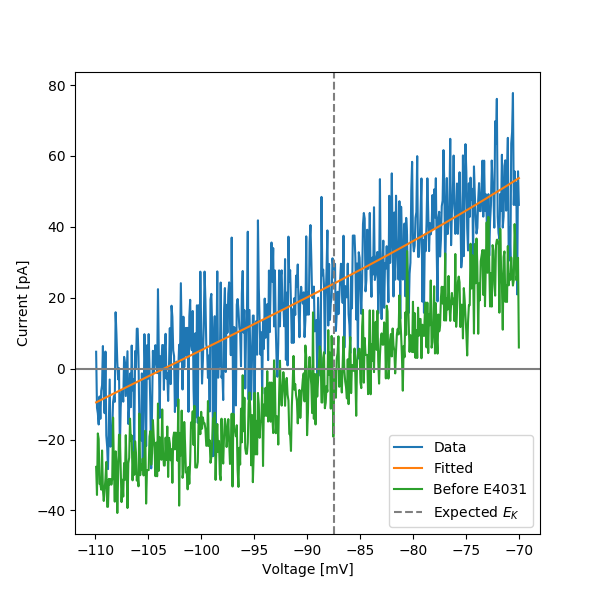 80
60
40
20
0
−20
−40
Current [pA]
Data
Fitted
Before E4031
Expected E_K
−110 −105 −100 −95 −90 −85 −80 −75 −70
Voltage [mV]